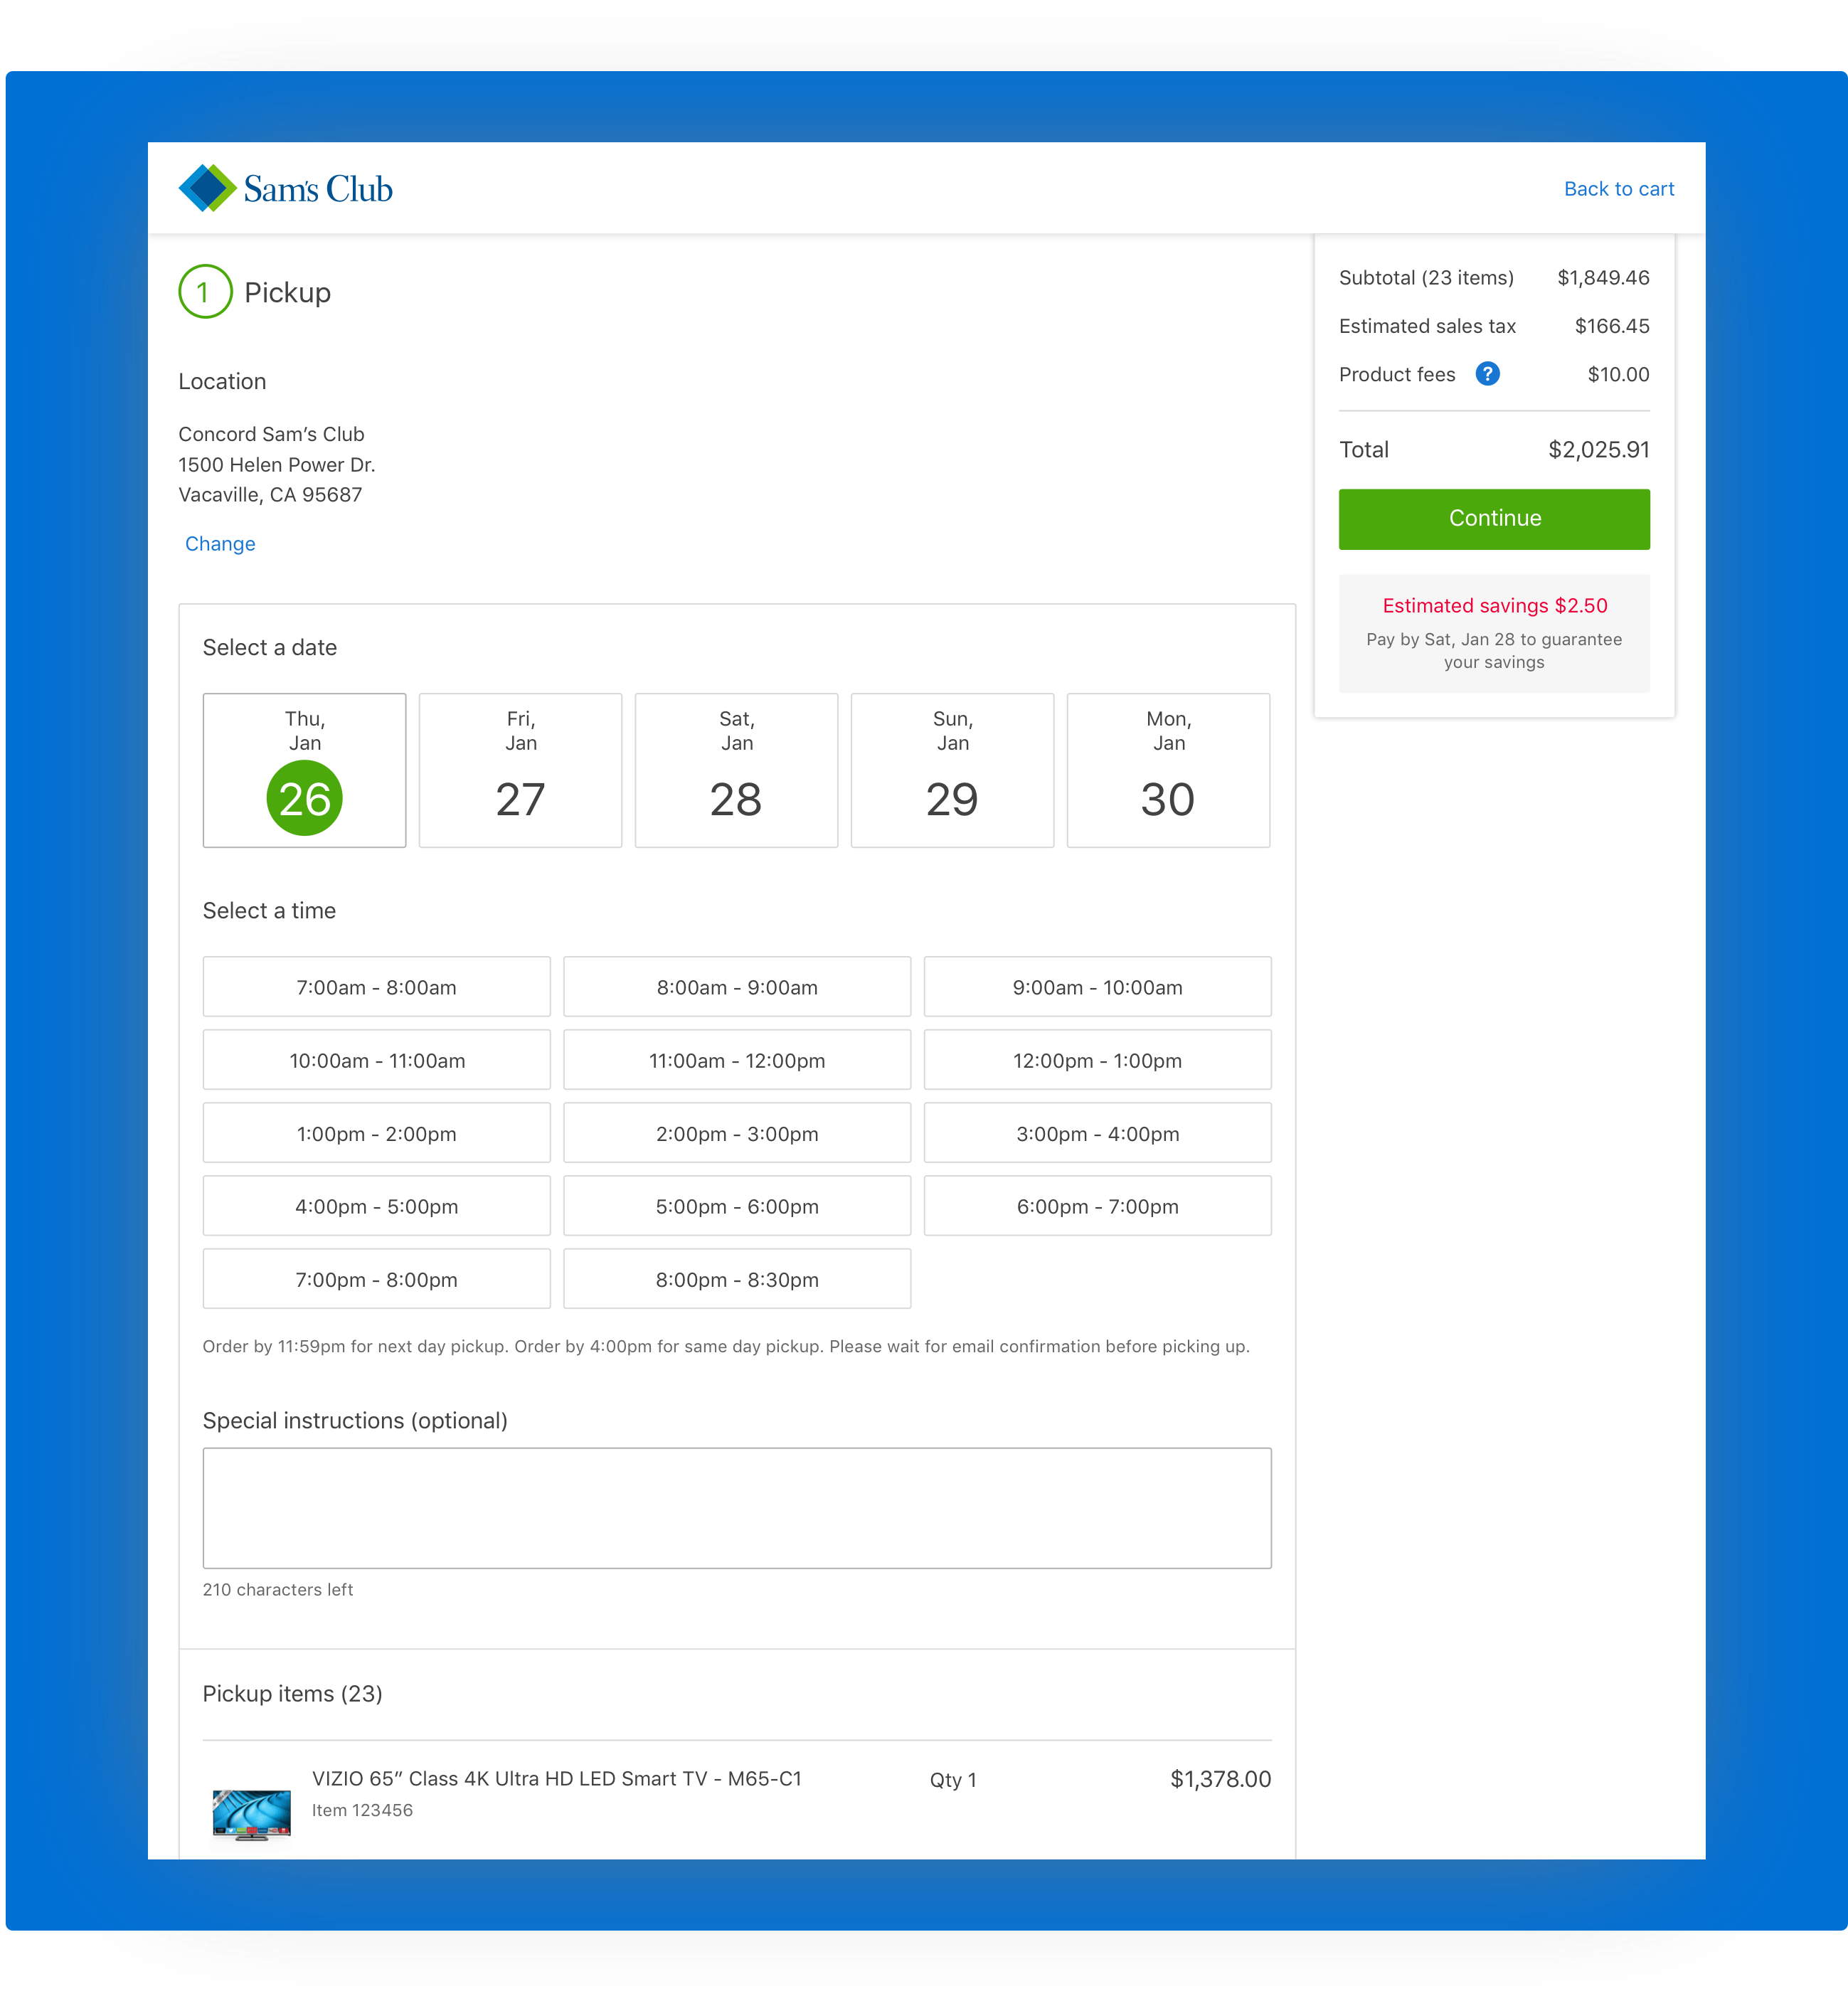 Sam's Club
Back to cart
1 Pickup
Location
Concord Sam’s Club
1500 Helen Power Dr.
Vacaville, CA 95687
Change
Subtotal (23 items) $1,849.46
Estimated sales tax $166.45
Product fees ? $10.00
Total $2,025.91
Continue
Estimated savings $2.50
Pay by Sat, Jan 28 to guarantee
your savings
Select a date
Thu, Fri, Sat, Sun, Mon,
Jan Jan Jan Jan Jan
26 27 28 29 30
Select a time
7:00am - 8:00am 8:00am - 9:00am 9:00am - 10:00am
10:00am - 11:00am 11:00am - 12:00pm 12:00pm - 1:00pm
1:00pm - 2:00pm 2:00pm - 3:00pm 3:00pm - 4:00pm
4:00pm - 5:00pm 5:00pm - 6:00pm 6:00pm - 7:00pm
7:00pm - 8:00pm 8:00pm - 8:30pm
Order by 11:59pm for next day pickup. Order by 4:00pm for same day pickup. Please wait for email confirmation before picking up.
Special instructions (optional)
210 characters left
Pickup items (23)
VIZIO 65” Class 4K Ultra HD LED Smart TV - M65-C1 Qty 1 $1,378.00
Item 123456